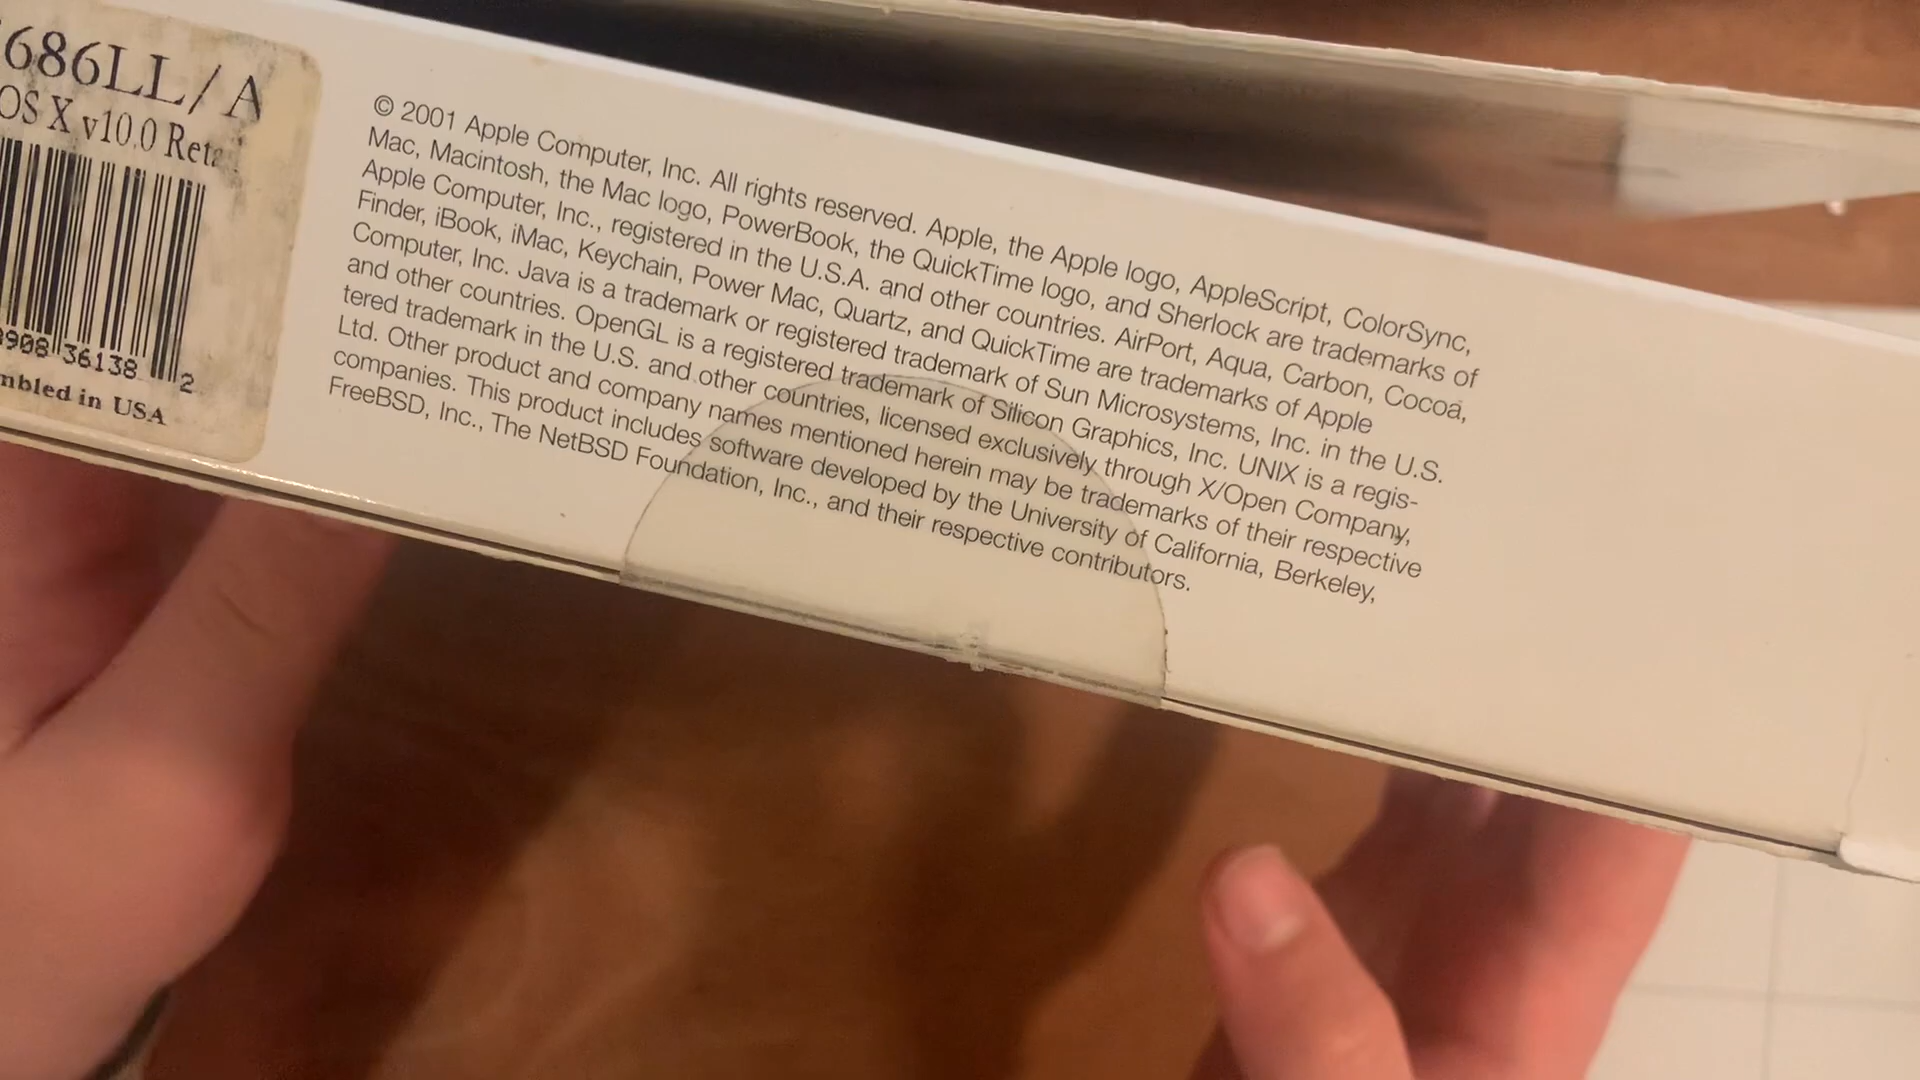 686LL/A
OS X v10.0
908 36138 2
mbled in USA
© 2001 Apple Computer, Inc. All rights reserved. Apple, the Apple logo, AppleScript, ColorSync,
Mac, Macintosh, the Mac logo, PowerBook, the QuickTime logo, and Sherlock are trademarks of
Apple Computer, Inc., registered in the U.S.A. and other countries. AirPort, Aqua, Carbon, Cocoa,
Finder, iBook, iMac, Keychain, Power Mac, Quartz, and QuickTime are trademarks of Apple
Computer, Inc. Java is a trademark or registered trademark of Sun Microsystems, Inc. in the U.S.
and other countries. OpenGL is a registered trademark of Silicon Graphics, Inc. UNIX is a regis-
tered trademark in the U.S. and other countries, licensed exclusively through X/Open Company,
Ltd. Other product and company names mentioned herein may be trademarks of their respective
companies. This product includes software developed by the University of California, Berkeley,
FreeBSD, Inc., The NetBSD Foundation, Inc., and their respective contributors.